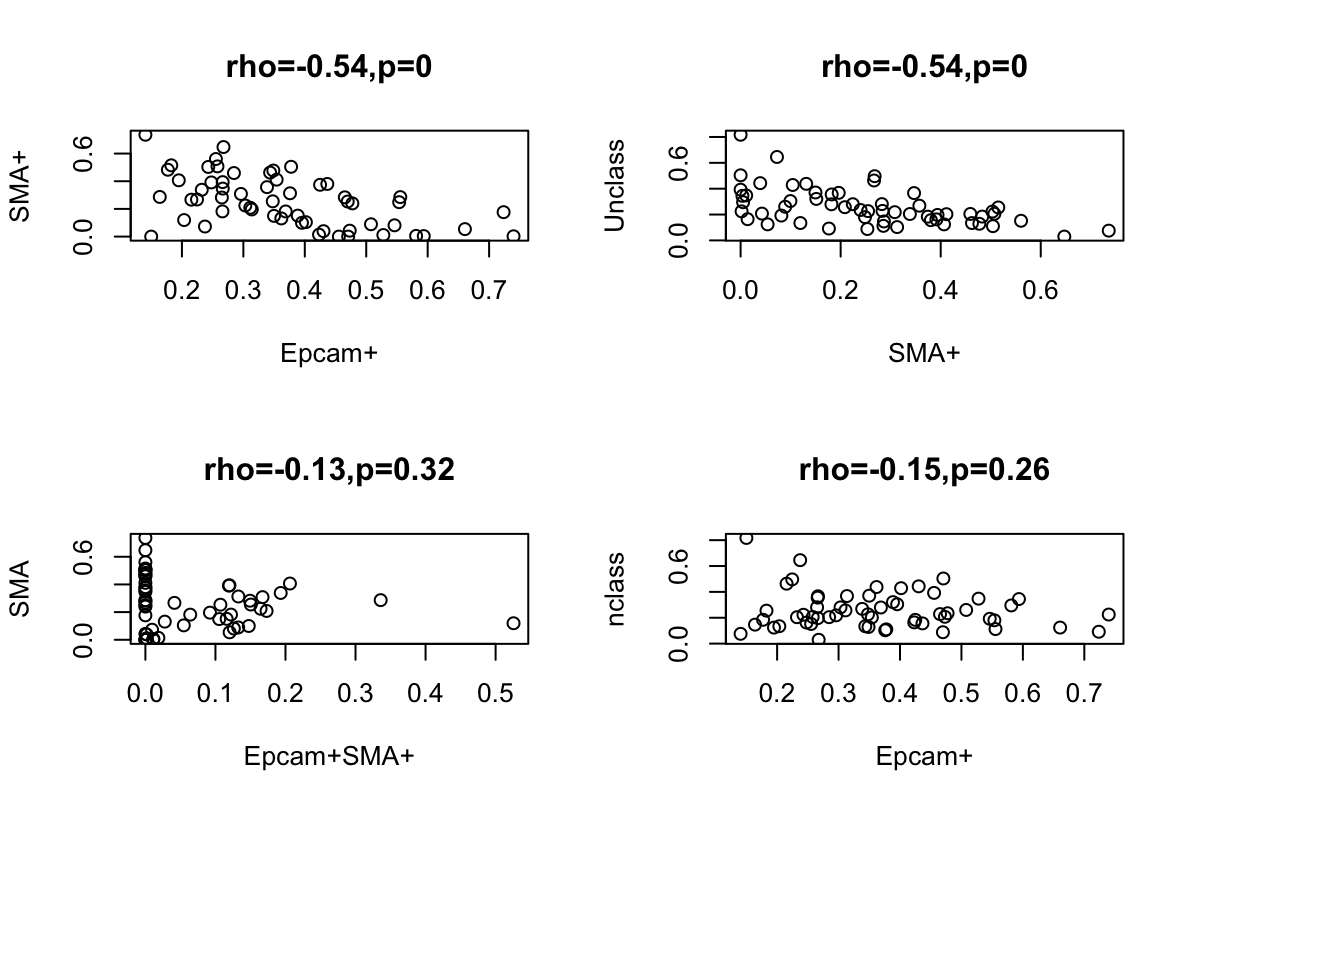 rho=-0.54,p=0
SMA+
0.0 0.6
0.2 0.3 0.4 0.5 0.6 0.7
Epcam+
rho=-0.54,p=0
Unclass
0.0 0.6
0.0 0.2 0.4 0.6
SMA+
rho=-0.13,p=0.32
SMA
0.0 0.6
0.0 0.1 0.2 0.3 0.4 0.5
Epcam+SMA+
rho=-0.15,p=0.26
nclass
0.0 0.6
0.2 0.3 0.4 0.5 0.6 0.7
Epcam+